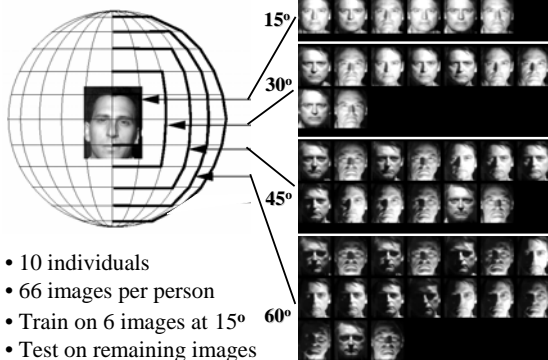 15º
30º
45º
60º
• 10 individuals
• 66 images per person
• Train on 6 images at 15º
• Test on remaining images